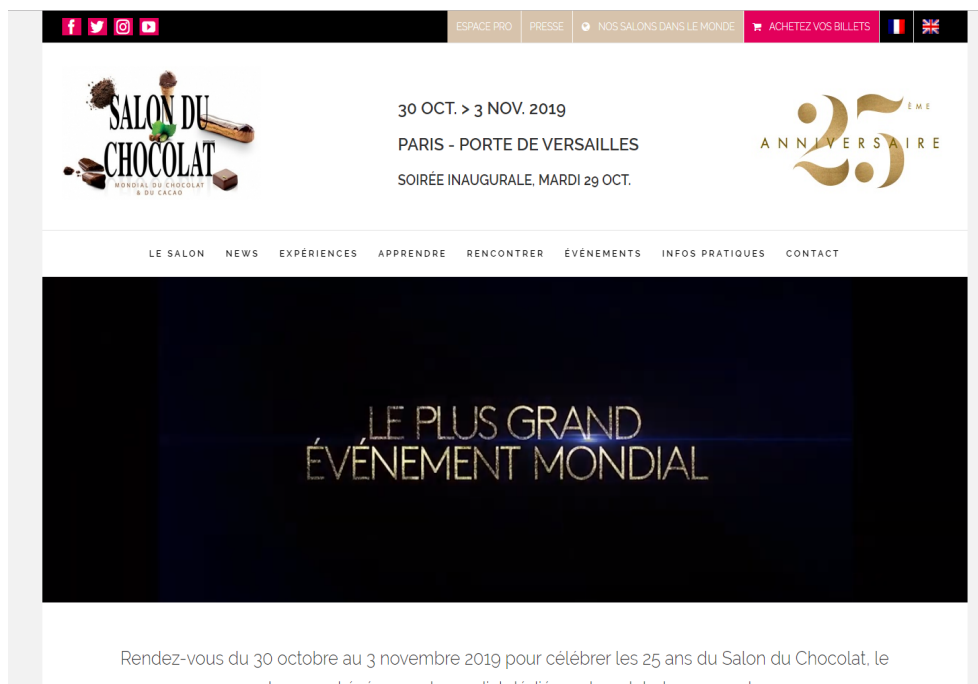 ESPACE PRO
PRESSE
NOS SALONS DANS LE MONDE
ACHETEZ VOS BILLETS
SALON DU
CHOCOLAT
MONDIAL DU CHOCOLAT
& DU CACAO
30 OCT. > 3 NOV. 2019
PARIS - PORTE DE VERSAILLES
SOIRÉE INAUGURALE, MARDI 29 OCT.
25 ÈME
ANNIVERSAIRE
LE SALON NEWS EXPÉRIENCES APPRENDRE RENCONTRER ÉVÉNEMENTS INFOS PRATIQUES CONTACT
LE PLUS GRAND
ÉVÉNEMENT MONDIAL
Rendez-vous du 30 octobre au 3 novembre 2019 pour célébrer les 25 ans du Salon du Chocolat, le